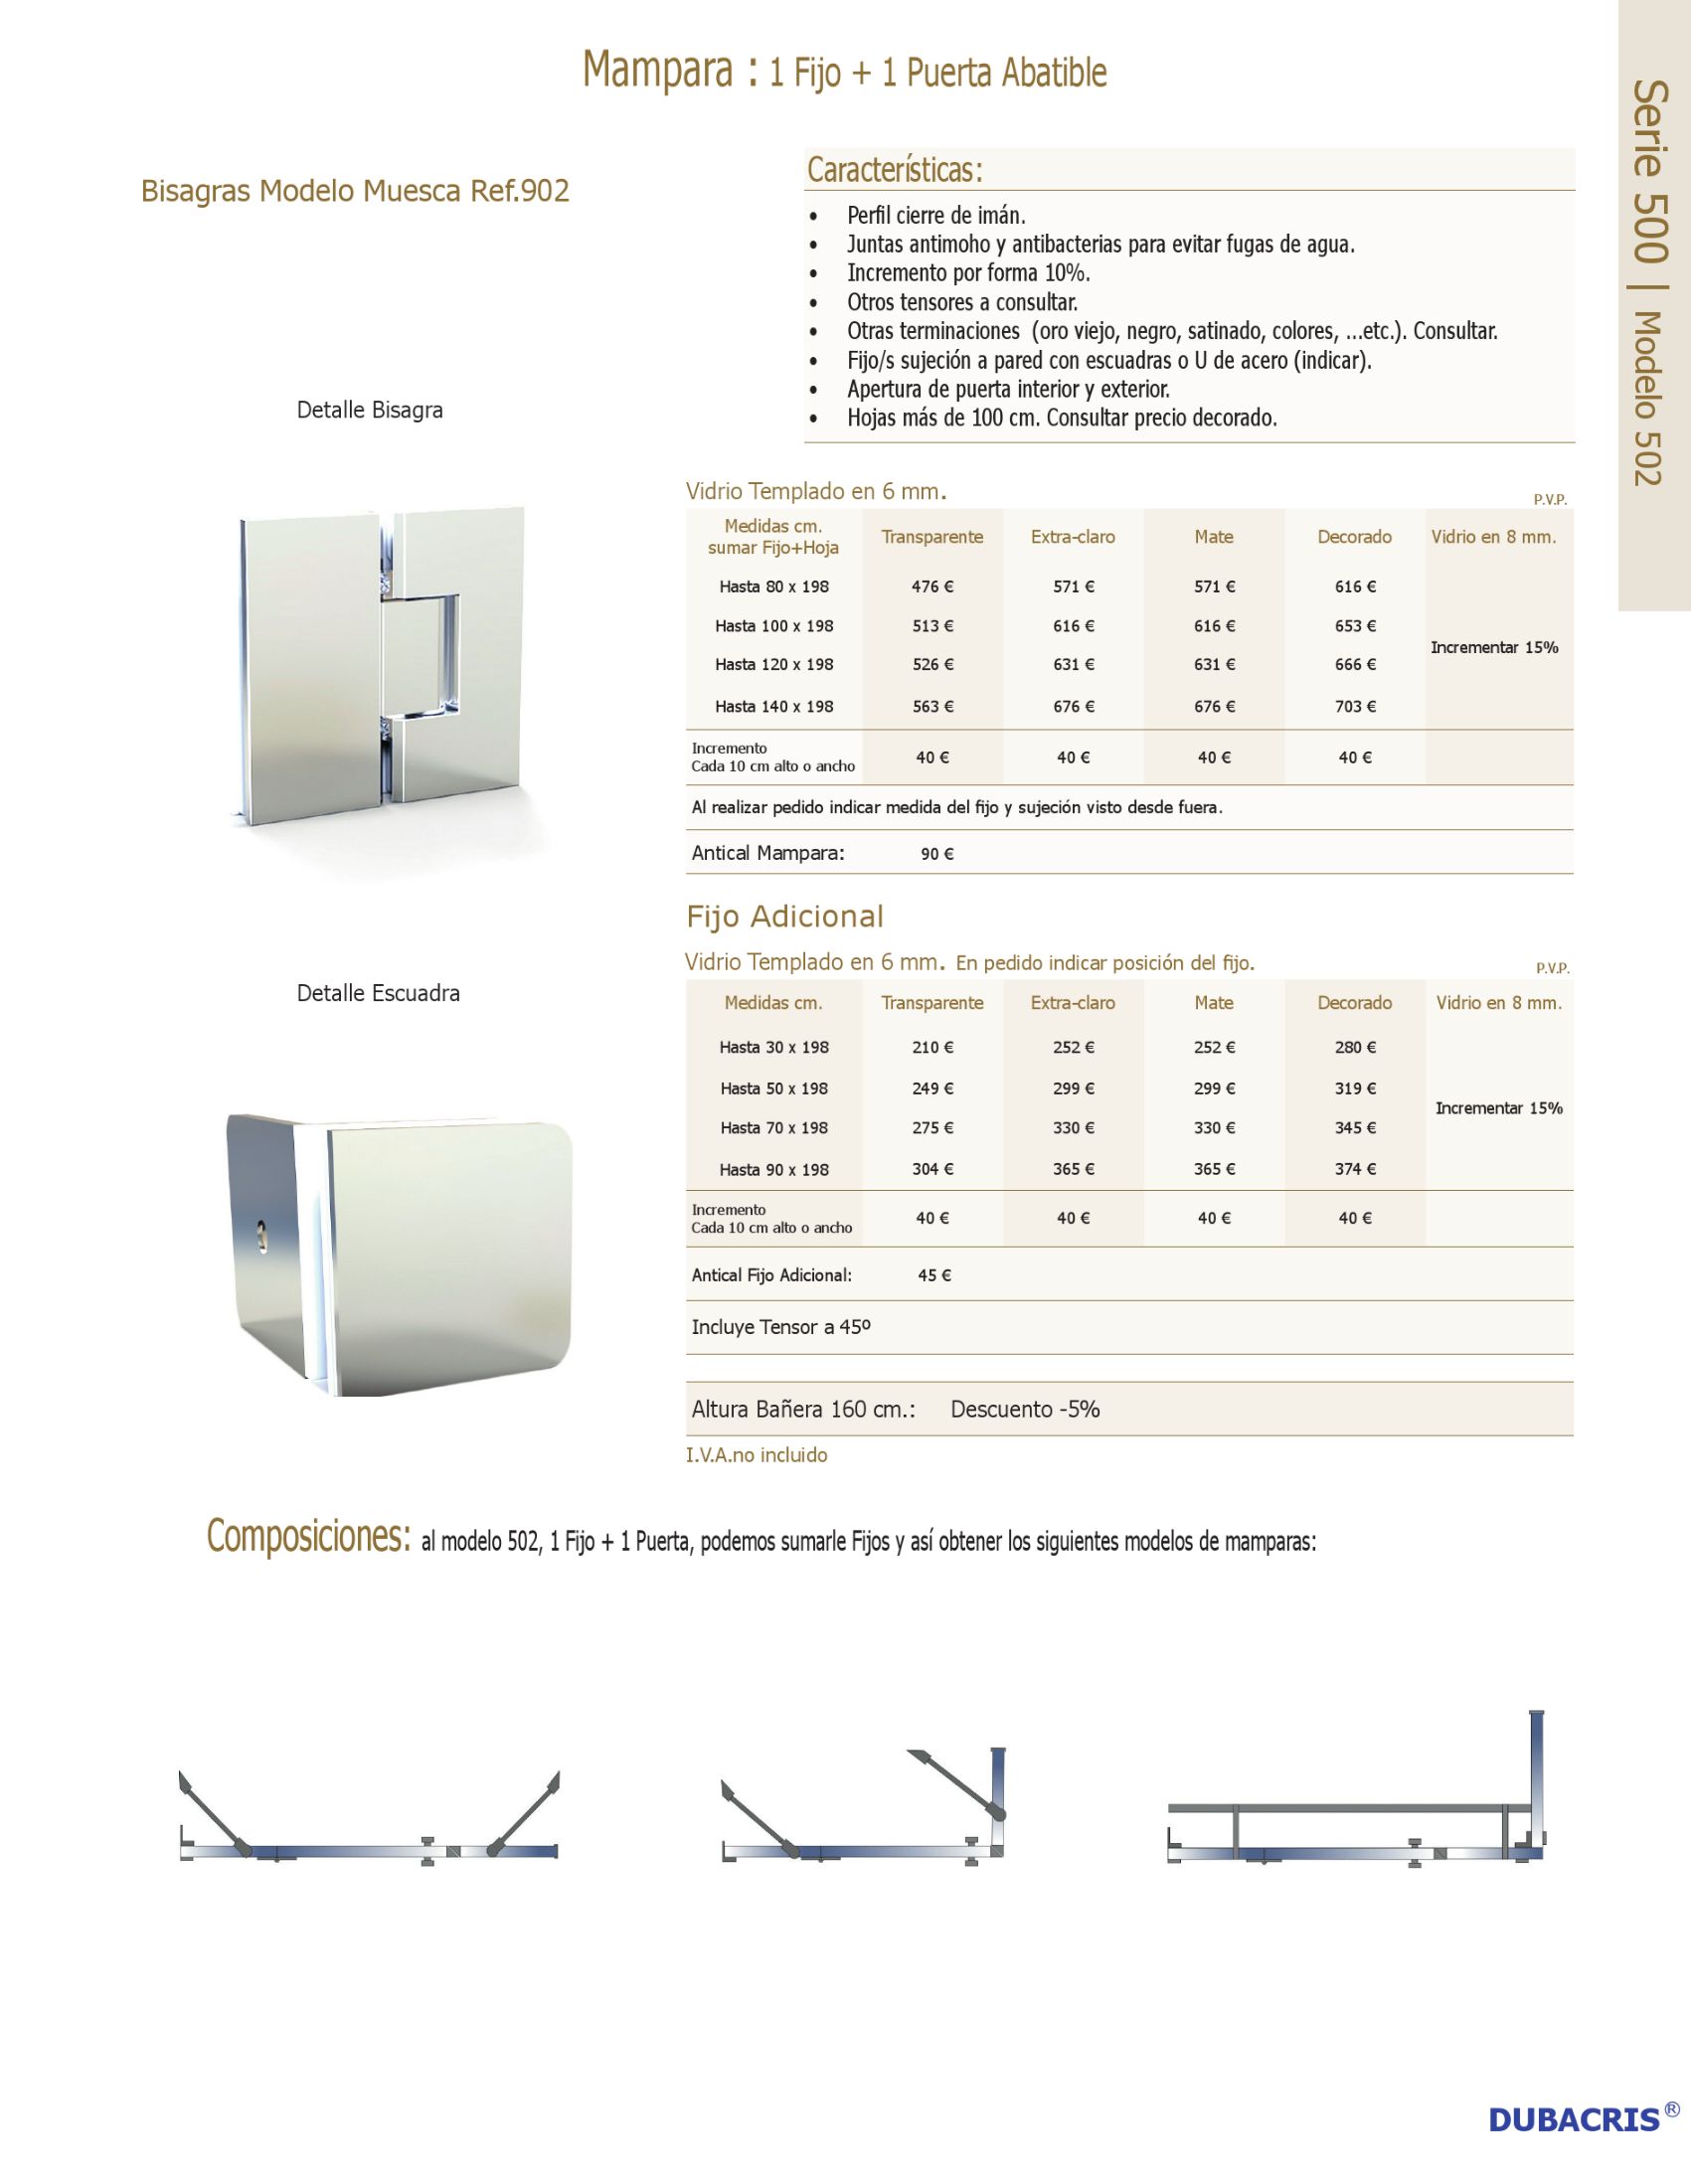 Mampara : 1 Fijo + 1 Puerta Abatible
Serie 500 | Modelo 502
Bisagras Modelo Muesca Ref.902
Características:
• Perfil cierre de imán.
• Juntas antimoho y antibacterias para evitar fugas de agua.
• Incremento por forma 10%.
• Otros tensores a consultar.
• Otras terminaciones (oro viejo, negro, satinado, colores, ...etc.). Consultar.
• Fijo/s sujeción a pared con escuadras o U de acero (indicar).
• Apertura de puerta interior y exterior.
• Hojas más de 100 cm. Consultar precio decorado.
Detalle Bisagra
Vidrio Templado en 6 mm.
P.V.P.
Medidas cm.
sumar Fijo+Hoja
Transparente Extra-claro Mate Decorado Vidrio en 8 mm.
Hasta 80 x 198 476 € 571 € 571 € 616 €
Hasta 100 x 198 513 € 616 € 616 € 653 €
Incrementar 15%
Hasta 120 x 198 526 € 631 € 631 € 666 €
Hasta 140 x 198 563 € 676 € 676 € 703 €
Incremento
Cada 10 cm alto o ancho 40 € 40 € 40 € 40 €
Al realizar pedido indicar medida del fijo y sujeción visto desde fuera.
Antical Mampara: 90 €
Fijo Adicional
Vidrio Templado en 6 mm. En pedido indicar posición del fijo.
P.V.P.
Detalle Escuadra
Medidas cm. Transparente Extra-claro Mate Decorado Vidrio en 8 mm.
Hasta 30 x 198 210 € 252 € 252 € 280 €
Hasta 50 x 198 249 € 299 € 299 € 319 €
Incrementar 15%
Hasta 70 x 198 275 € 330 € 330 € 345 €
Hasta 90 x 198 304 € 365 € 365 € 374 €
Incremento
Cada 10 cm alto o ancho 40 € 40 € 40 € 40 €
Antical Fijo Adicional: 45 €
Incluye Tensor a 45º
Altura Bañera 160 cm.: Descuento -5%
I.V.A.no incluido
Composiciones: al modelo 502, 1 Fijo + 1 Puerta, podemos sumarle Fijos y así obtener los siguientes modelos de mamparas:
DUBACRIS®